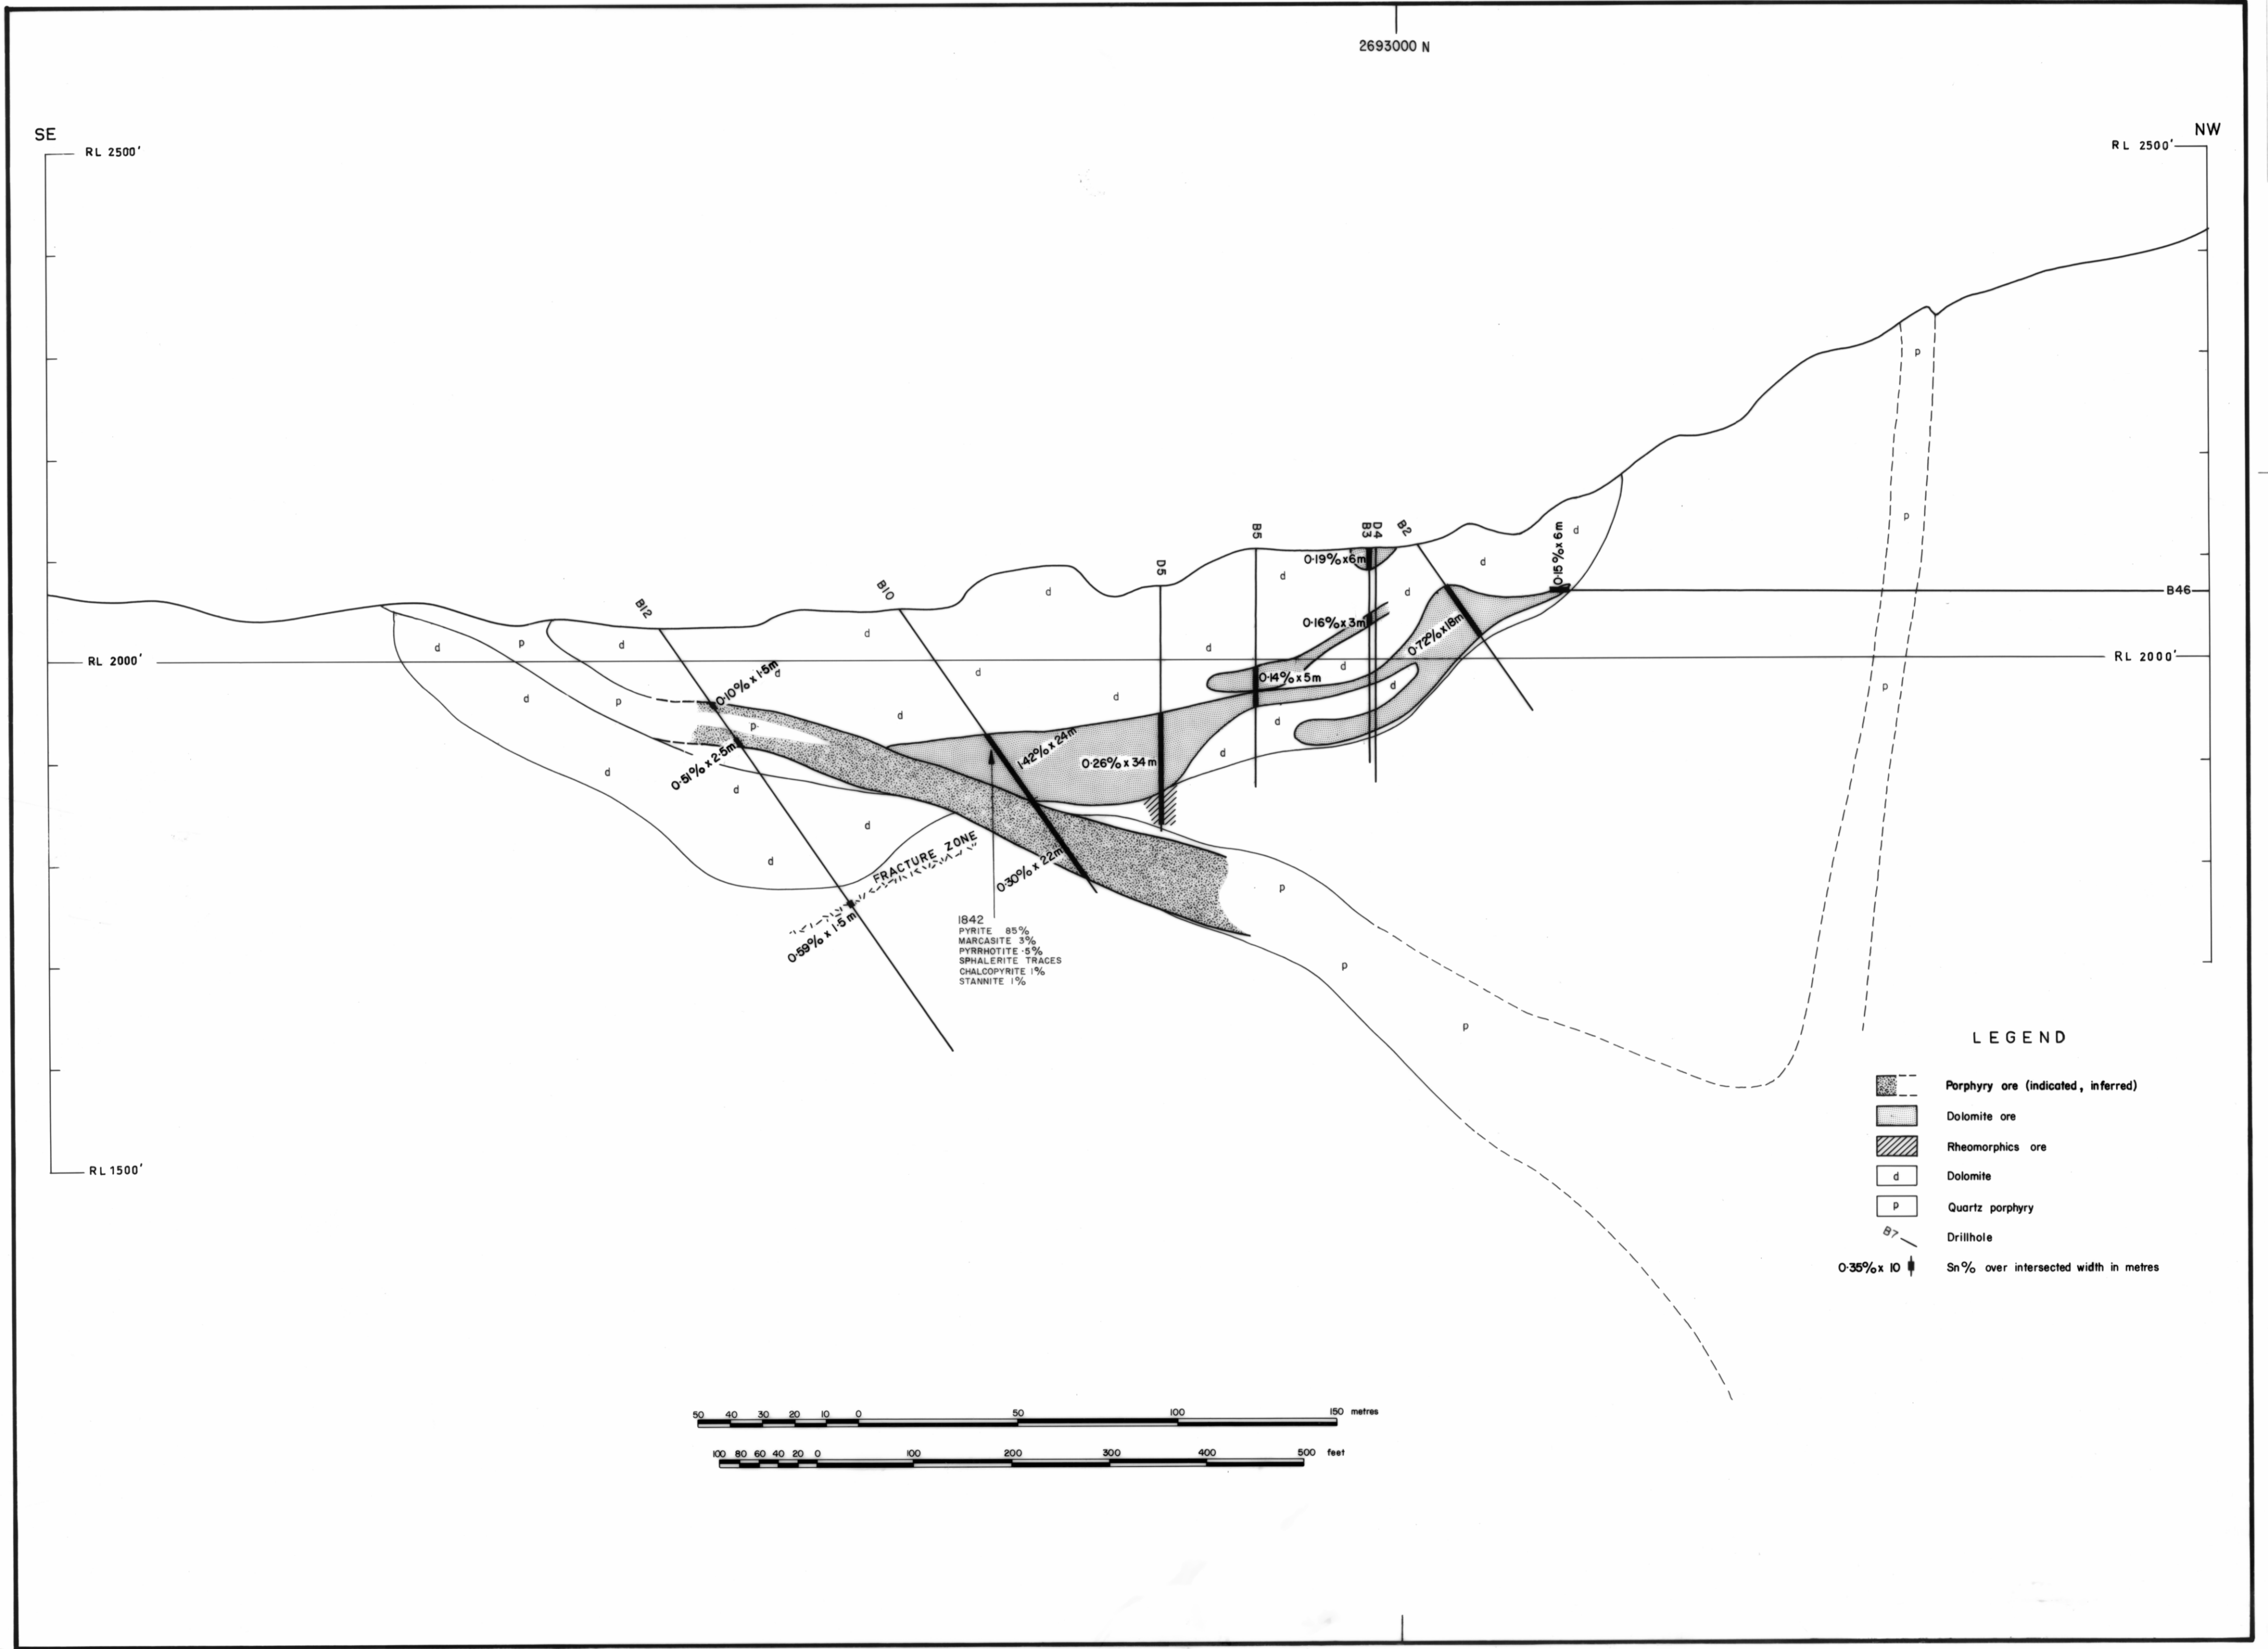 2693000 N
SE
NW
RL 2500'
RL 2500'
B5
B3
D4
B2
0·15%x 6m
d
p
p
0·19%x6m
d
d
d
D5
B10
B12
d
d
B46
0·16%x 3m
0·72%x18m
d
p
d
d
d
RL 2000'
RL 2000'
d
d
d
0·10% x 1·5m
d
p
d
d
0·14% x 5m
d
p
p
d
d
d
1·42% x 24m
0·26% x 34m
0·51% x 2·5m
d
d
d
d
FRACTURE ZONE
0·30% x 22m
p
0·59% x 1·5m
1842
PYRITE 85%
MARCASITE 3%
PYRRHOTITE ·5%
SPHALERITE TRACES
CHALCOPYRITE 1%
STANNITE 1%
p
p
RL 1500'
LEGEND
Porphyry ore (indicated, inferred)
Dolomite ore
Rheomorphics ore
d Dolomite
p Quartz porphyry
B7 Drillhole
0·35%x 10 Sn% over intersected width in metres
50 40 30 20 10 0 50 100 150 metres
100 80 60 40 20 0 100 200 300 400 500 feet